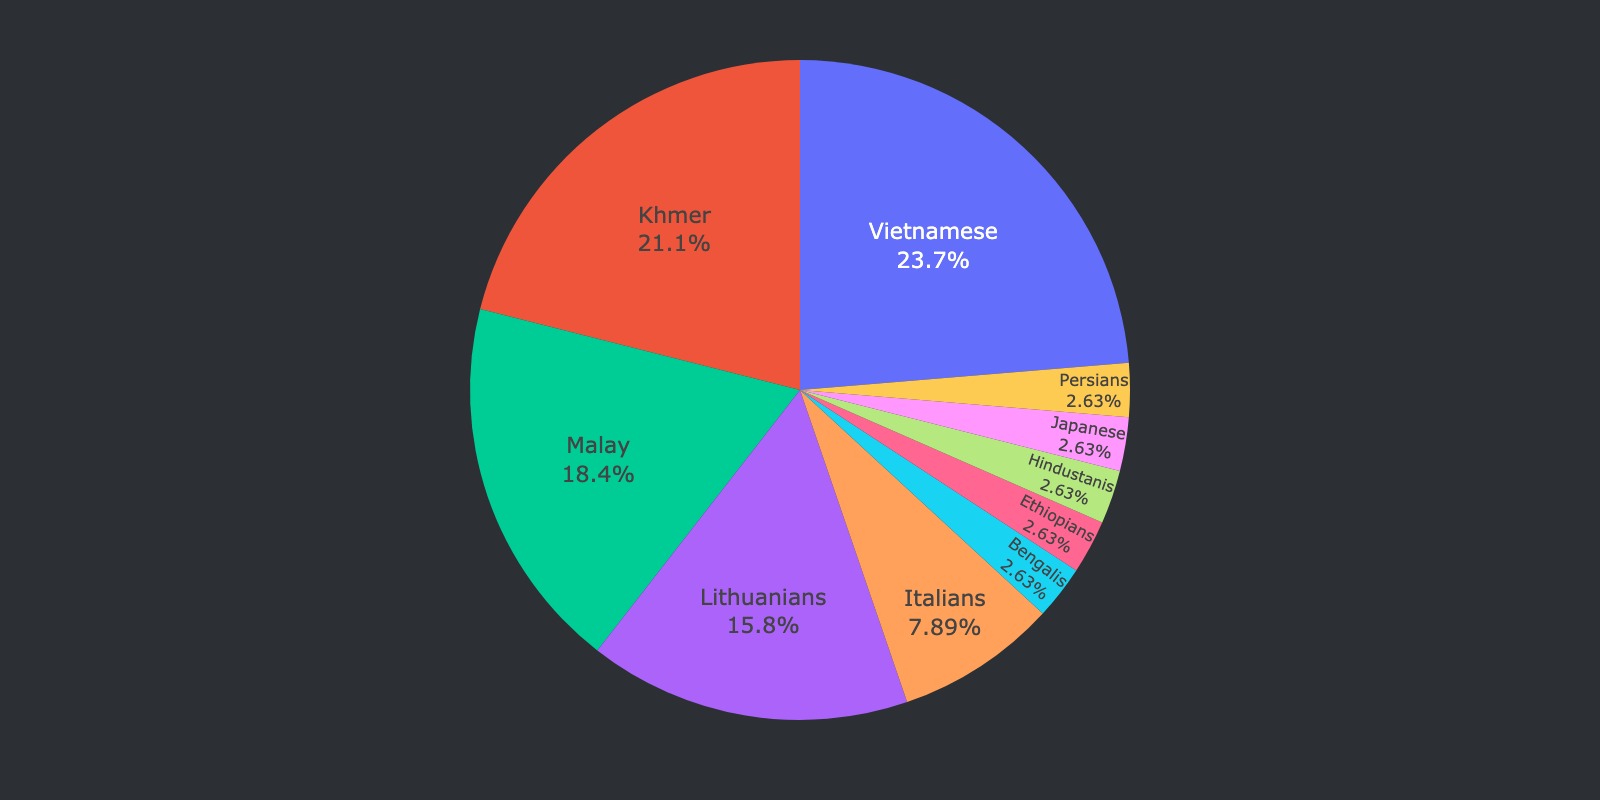 Khmer
21.1%
Vietnamese
23.7%
Persians
2.63%
Japanese
2.63%
Hindustanis
2.63%
Ethiopians
2.63%
Bengalis
2.63%
Malay
18.4%
Lithuanians
15.8%
Italians
7.89%